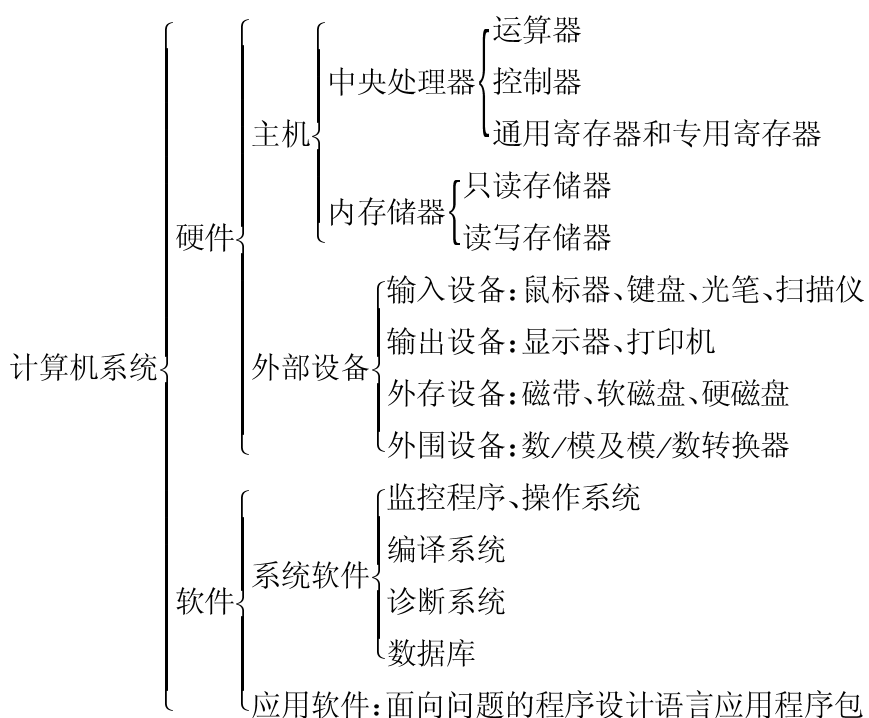 计算机系统
硬件
主机
中央处理器
运算器
控制器
通用寄存器和专用寄存器
内存储器
只读存储器
读写存储器
外部设备
输入设备:鼠标器、键盘、光笔、扫描仪
输出设备:显示器、打印机
外存设备:磁带、软磁盘、硬磁盘
外围设备:数/模及模/数转换器
软件
系统软件
监控程序、操作系统
编译系统
诊断系统
数据库
应用软件:面向问题的程序设计语言应用程序包